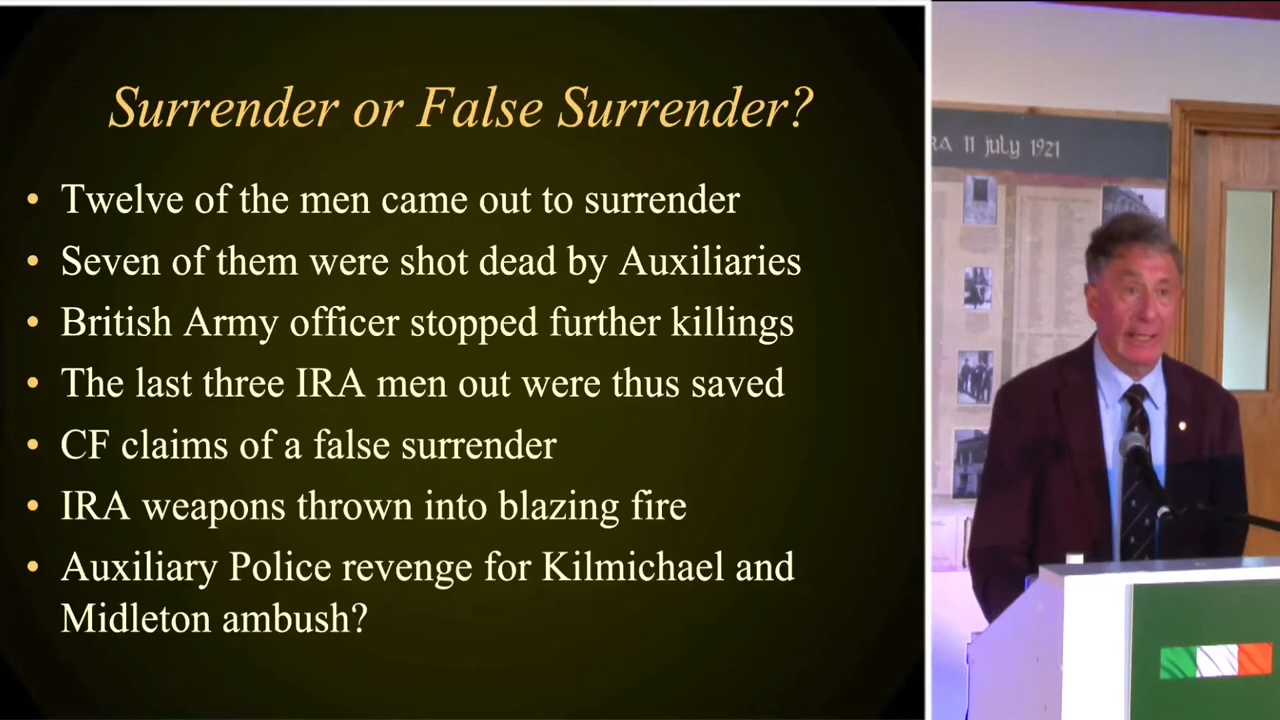 Surrender or False Surrender?
• Twelve of the men came out to surrender
• Seven of them were shot dead by Auxiliaries
• British Army officer stopped further killings
• The last three IRA men out were thus saved
• CF claims of a false surrender
• IRA weapons thrown into blazing fire
• Auxiliary Police revenge for Kilmichael and
Midleton ambush?
RA 11 july 1921